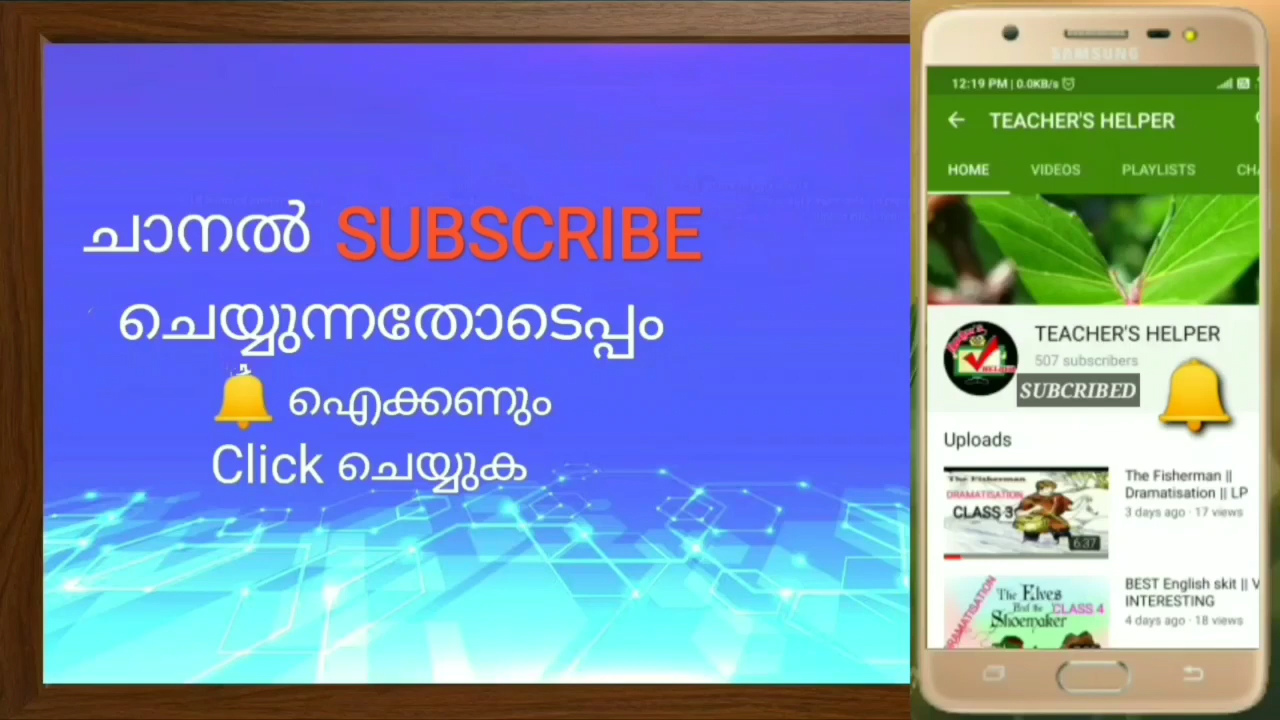 ചാനൽ SUBSCRIBE
ചെയ്യുന്നതോടെപ്പം
🔔 ഐക്കണും
Click ചെയ്യുക
SAMSUNG
12:19 PM | 0.0KB/s
TEACHER'S HELPER
HOME VIDEOS PLAYLISTS CHA
TEACHER'S HELPER
507 subscribers
SUBCRIBED
Uploads
The Fisherman
DRAMATISATION
CLASS 3
6:37
The Fisherman ||
Dramatisation || LP
3 days ago · 17 views
DRAMATISATION
The Elves
And the
Shoemaker
CLASS 4
BEST English skit || V
INTERESTING
4 days ago · 18 views